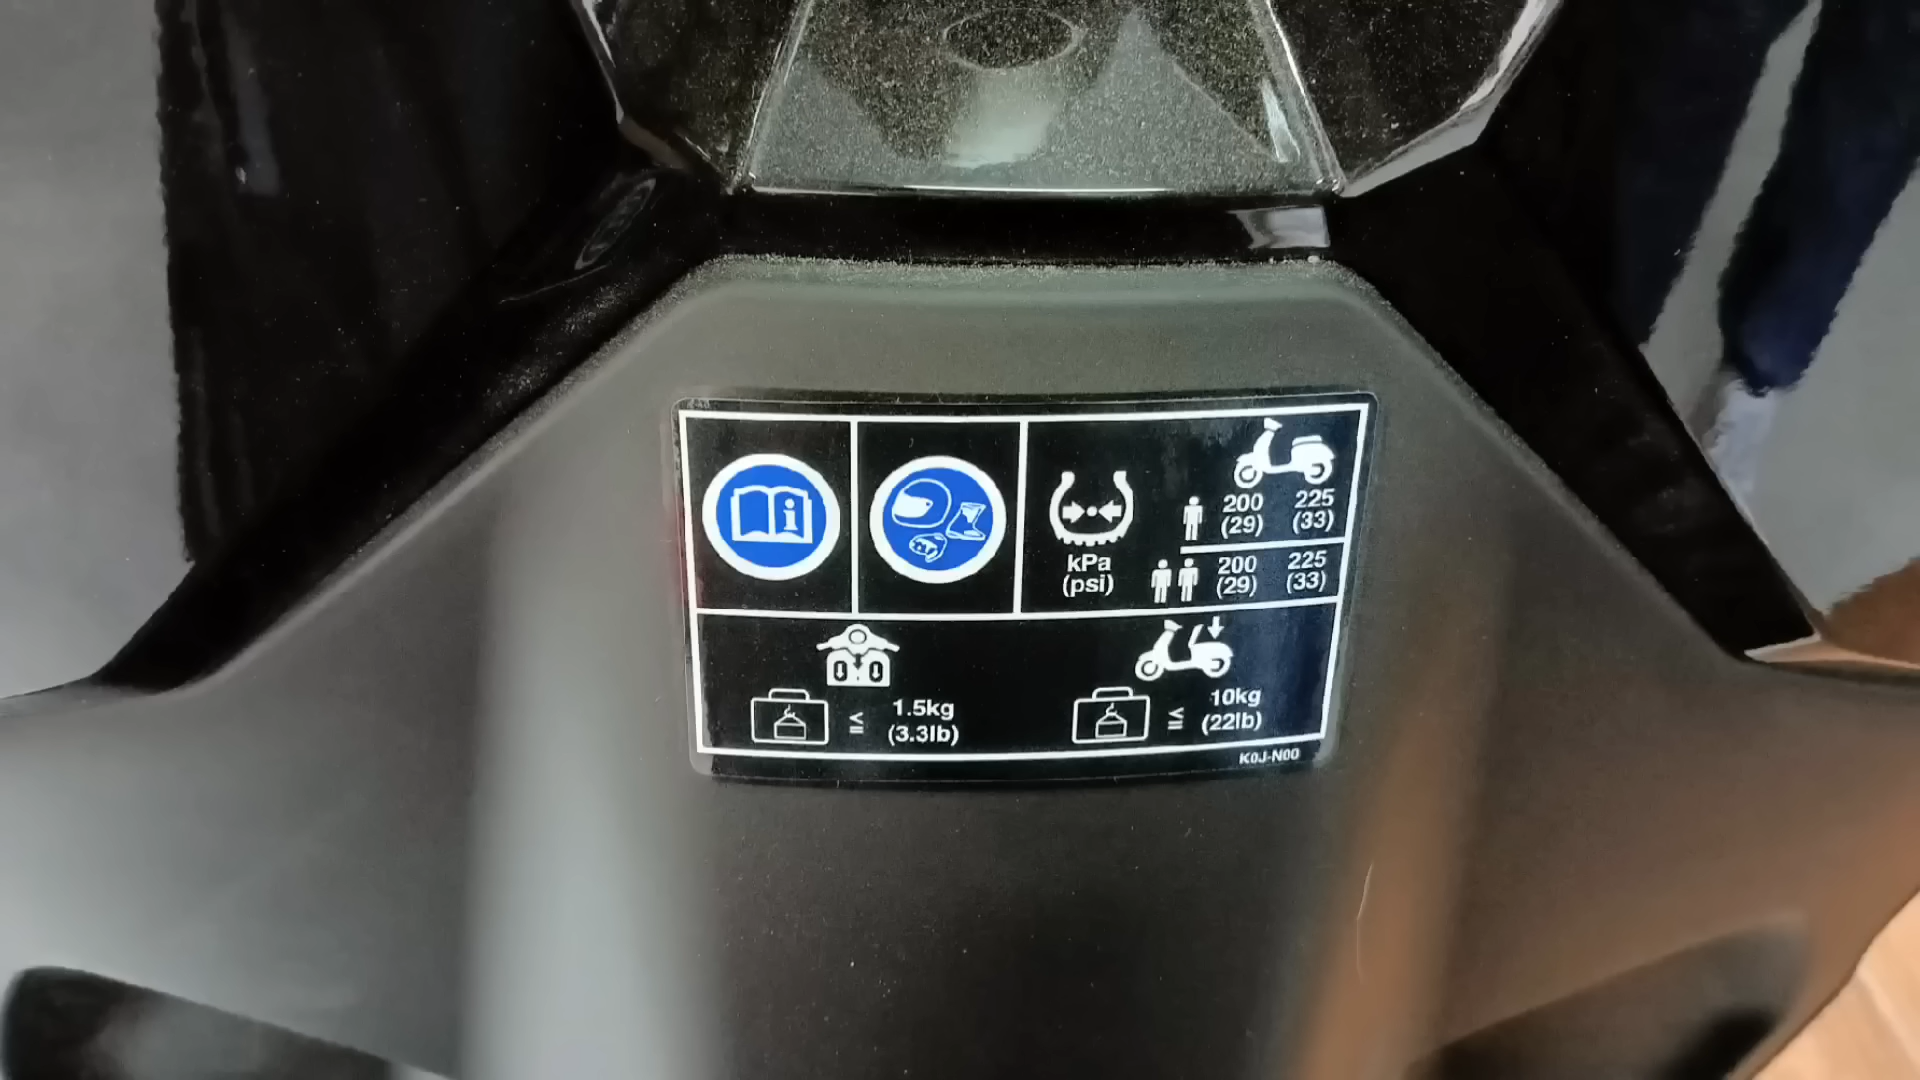 200 225
(29) (33)
kPa 200 225
(psi) (29) (33)
≤ 1.5kg
(3.3lb)
≤ 10kg
(22lb)
K0J-N00